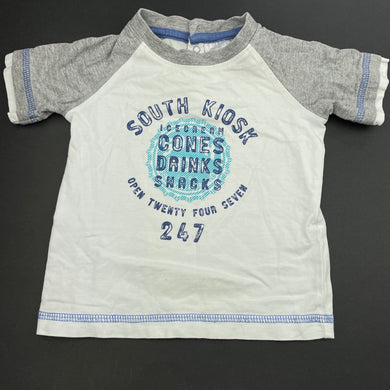 SOUTH KIOSK
ICECREAM
CONES
DRINKS
SNACKS
OPEN TWENTY FOUR SEVEN
247